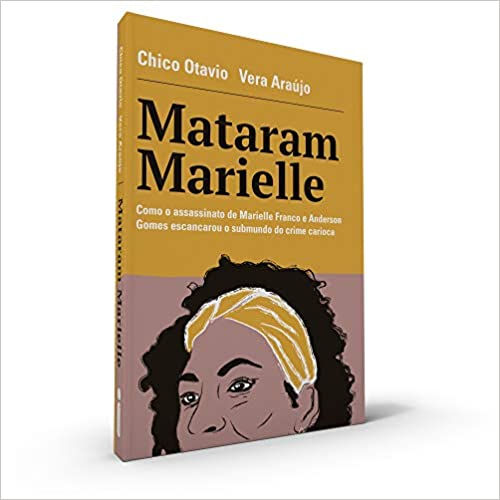 Chico Otavio Vera Araújo
Mataram
Marielle
Como o assassinato de Marielle Franco e Anderson
Gomes escancarou o submundo do crime carioca
Chico Otavio Vera Araújo | Mataram Marielle